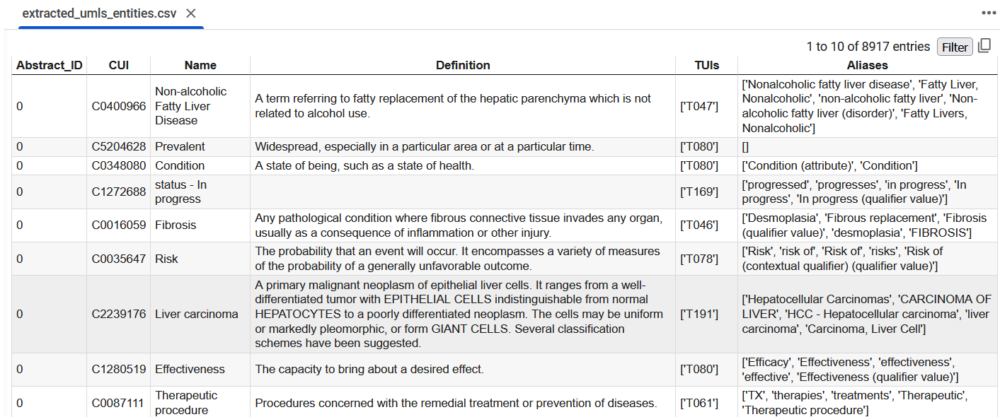 extracted_umls_entities.csv
1 to 10 of 8917 entries Filter
Abstract_ID CUI Name Definition TUIs Aliases
0 C0400966 Non-alcoholic Fatty Liver Disease A term referring to fatty replacement of the hepatic parenchyma which is not related to alcohol use. ['T047'] ['Nonalcoholic fatty liver disease', 'Fatty Liver, Nonalcoholic', 'non-alcoholic fatty liver', 'Non-alcoholic fatty liver (disorder)', 'Fatty Livers, Nonalcoholic']
0 C5204628 Prevalent Widespread, especially in a particular area or at a particular time. ['T080'] []
0 C0348080 Condition A state of being, such as a state of health. ['T080'] ['Condition (attribute)', 'Condition']
0 C1272688 status - In progress ['T169'] ['progressed', 'progresses', 'in progress', 'In progress', 'In progress (qualifier value)']
0 C0016059 Fibrosis Any pathological condition where fibrous connective tissue invades any organ, usually as a consequence of inflammation or other injury. ['T046'] ['Desmoplasia', 'Fibrous replacement', 'Fibrosis (qualifier value)', 'desmoplasia', 'FIBROSIS']
0 C0035647 Risk The probability that an event will occur. It encompasses a variety of measures of the probability of a generally unfavorable outcome. ['T078'] ['Risk', 'risk of', 'Risk of', 'risks', 'Risk of (contextual qualifier) (qualifier value)']
0 C2239176 Liver carcinoma A primary malignant neoplasm of epithelial liver cells. It ranges from a well-differentiated tumor with EPITHELIAL CELLS indistinguishable from normal HEPATOCYTES to a poorly differentiated neoplasm. The cells may be uniform or markedly pleomorphic, or form GIANT CELLS. Several classification schemes have been suggested. ['T191'] ['Hepatocellular Carcinomas', 'CARCINOMA OF LIVER', 'HCC - Hepatocellular carcinoma', 'liver carcinoma', 'Carcinoma, Liver Cell']
0 C1280519 Effectiveness The capacity to bring about a desired effect. ['T080'] ['Efficacy', 'Effectiveness', 'effectiveness', 'effective', 'Effectiveness (qualifier value)']
0 C0087111 Therapeutic procedure Procedures concerned with the remedial treatment or prevention of diseases. ['T061'] ['TX', 'therapies', 'treatments', 'Therapeutic', 'Therapeutic procedure']